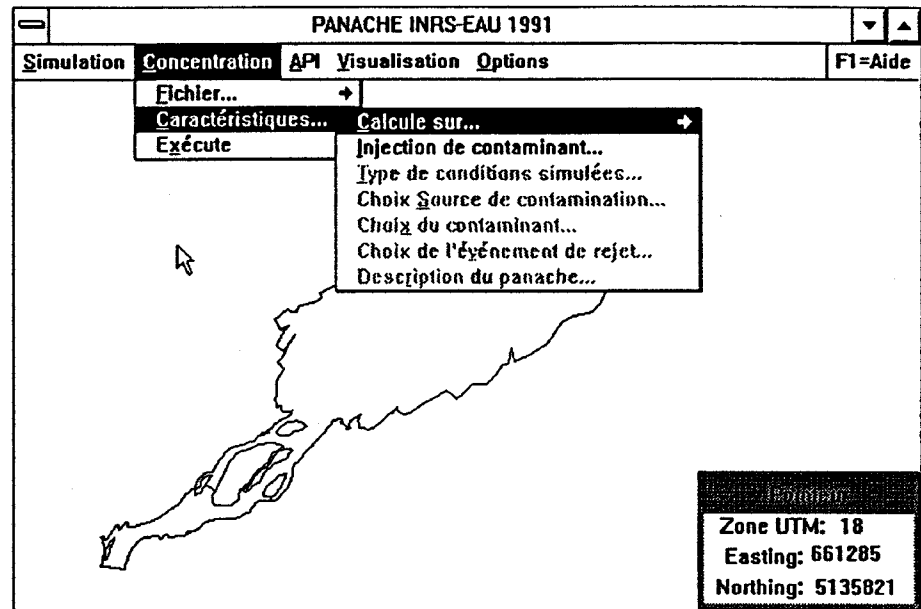 PANACHE INRS-EAU 1991
Simulation Concentration API Visualisation Options F1=Aide
Fichier...
Caractéristiques...
Exécute
Calcule sur...
Injection de contaminant...
Type de conditions simulées...
Choix Source de contamination...
Choix du contaminant...
Choix de l'événement de rejet...
Description du panache...
Pointeur
Zone UTM: 18
Easting: 661285
Northing: 5135821